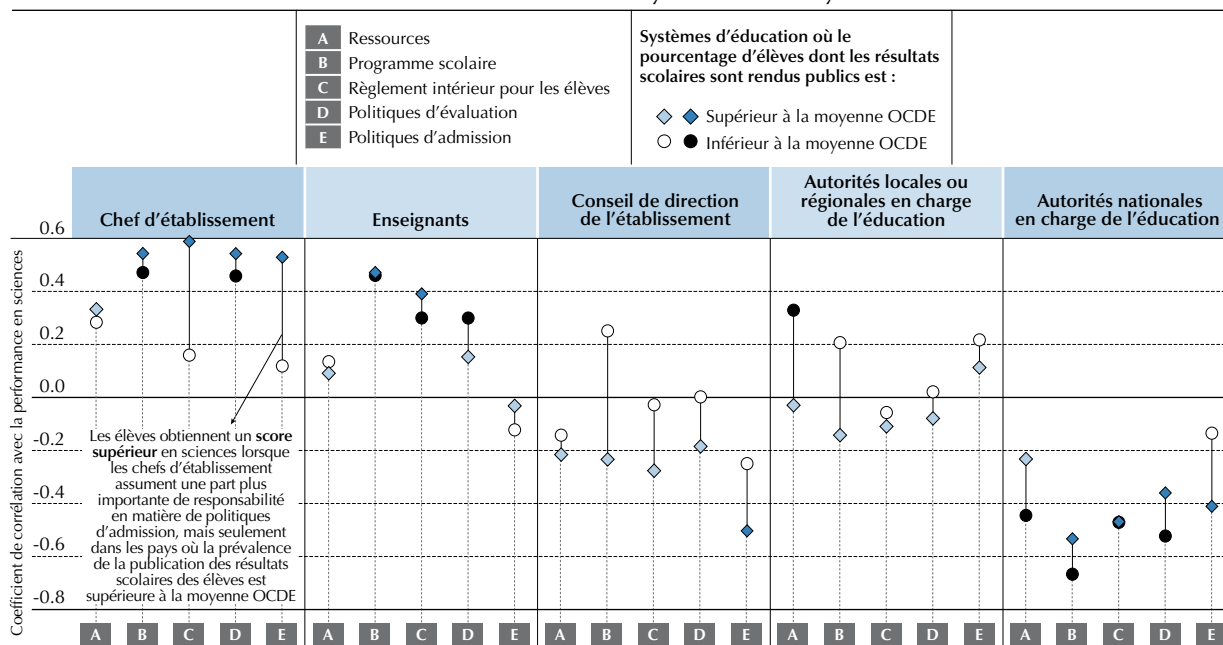 A Ressources
B Programme scolaire
C Règlement intérieur pour les élèves
D Politiques d'évaluation
E Politiques d'admission
Systèmes d'éducation où le
pourcentage d'élèves dont les résultats
scolaires sont rendus publics est :
Supérieur à la moyenne OCDE
Inférieur à la moyenne OCDE
Chef d'établissement
Enseignants
Conseil de direction
de l'établissement
Autorités locales ou
régionales en charge
de l'éducation
Autorités nationales
en charge de l'éducation
Coefficient de corrélation avec la performance en sciences
0.6
0.4
0.2
0.0
-0.2
-0.4
-0.6
-0.8
Les élèves obtiennent un score
supérieur en sciences lorsque
les chefs d'établissement
assument une part plus
importante de responsabilité
en matière de politiques
d'admission, mais seulement
dans les pays où la prévalence
de la publication des résultats
scolaires des élèves est
supérieure à la moyenne OCDE
A B C D E A B C D E A B C D E A B C D E A B C D E